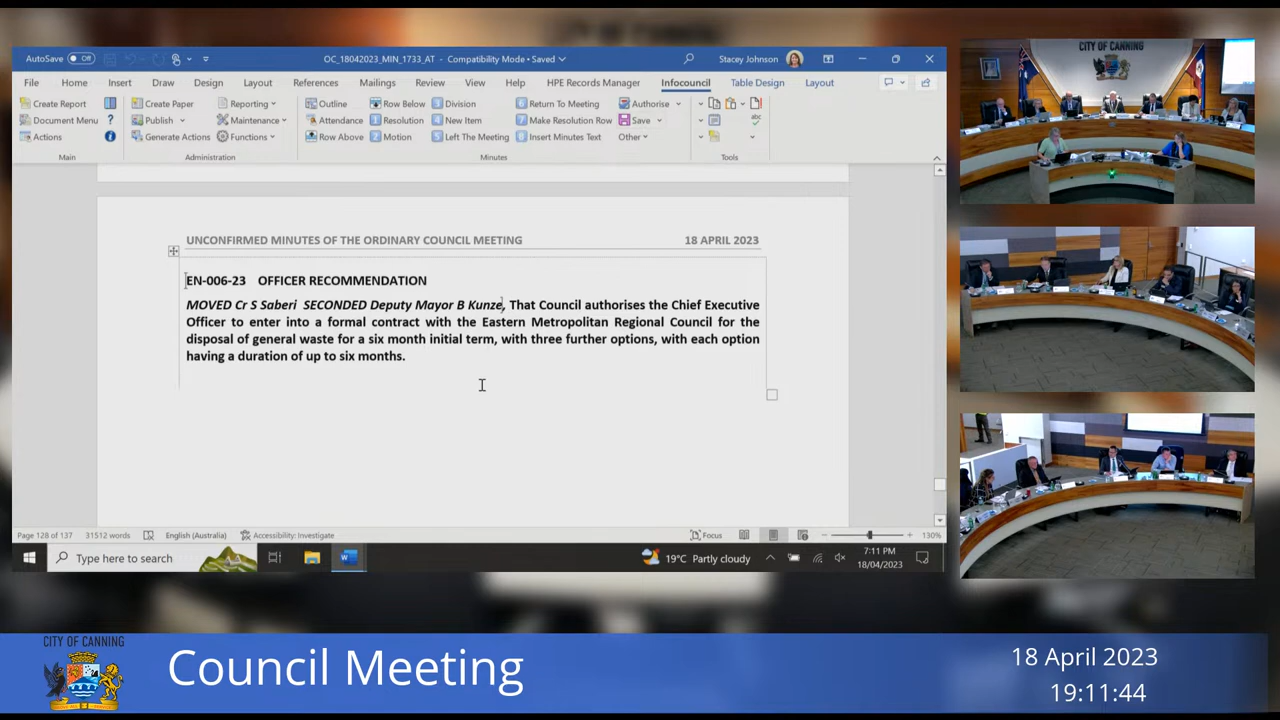 AutoSave Off
OC_18042023_MIN_1733_AT - Compatibility Mode • Saved
Stacey Johnson
File Home Insert Draw Design Layout References Mailings Review View Help HPE Records Manager Infocouncil Table Design Layout
Create Report Create Paper Reporting Outline Row Below Division Return To Meeting Authorise
Document Menu ? Publish Maintenance Attendance Resolution New Item Make Resolution Row Save
Actions Generate Actions Functions Row Above Motion Left The Meeting Insert Minutes Text Other
Main Administration Minutes Tools
UNCONFIRMED MINUTES OF THE ORDINARY COUNCIL MEETING 18 APRIL 2023
EN-006-23 OFFICER RECOMMENDATION
MOVED Cr S Saberi SECONDED Deputy Mayor B Kunze, That Council authorises the Chief Executive
Officer to enter into a formal contract with the Eastern Metropolitan Regional Council for the
disposal of general waste for a six month initial term, with three further options, with each option
having a duration of up to six months.
Page 128 of 137 31512 words English (Australia) Accessibility: Investigate Focus 130%
Type here to search 19°C Partly cloudy 7:11 PM
18/04/2023
CITY OF CANNING
CITY OF CANNING
Council Meeting
18 April 2023
19:11:44